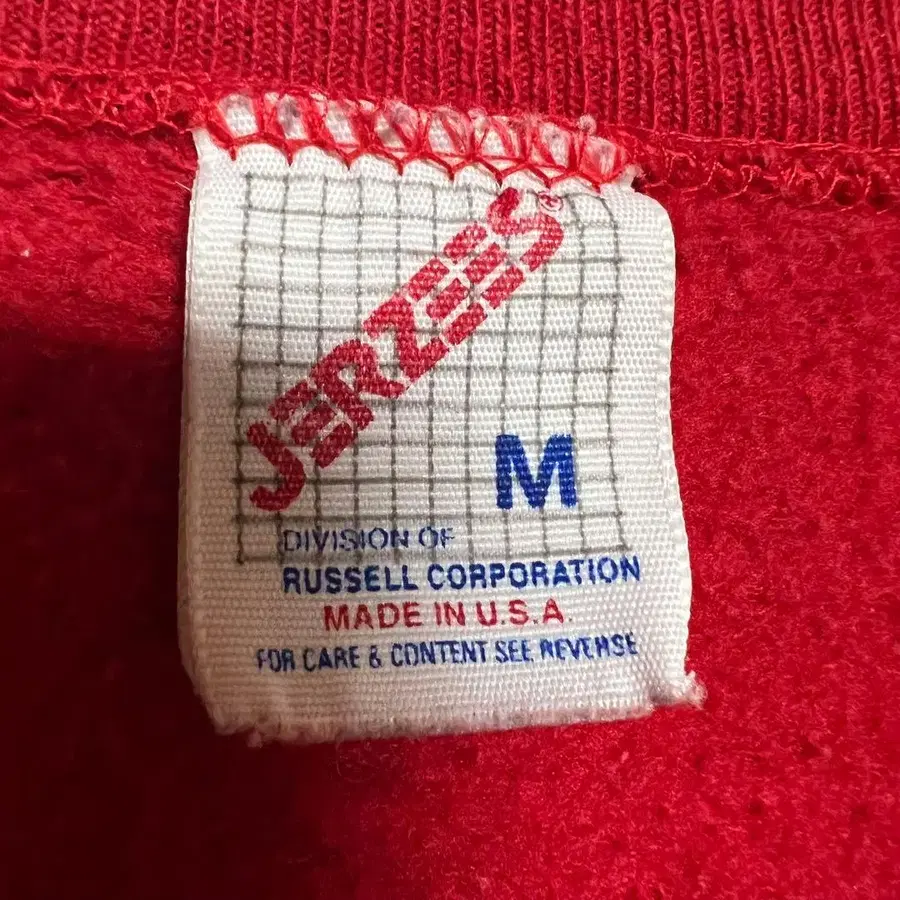 JERZEES®
M
DIVISION OF
RUSSELL CORPORATION
MADE IN U.S.A.
FOR CARE & CONTENT SEE REVERSE